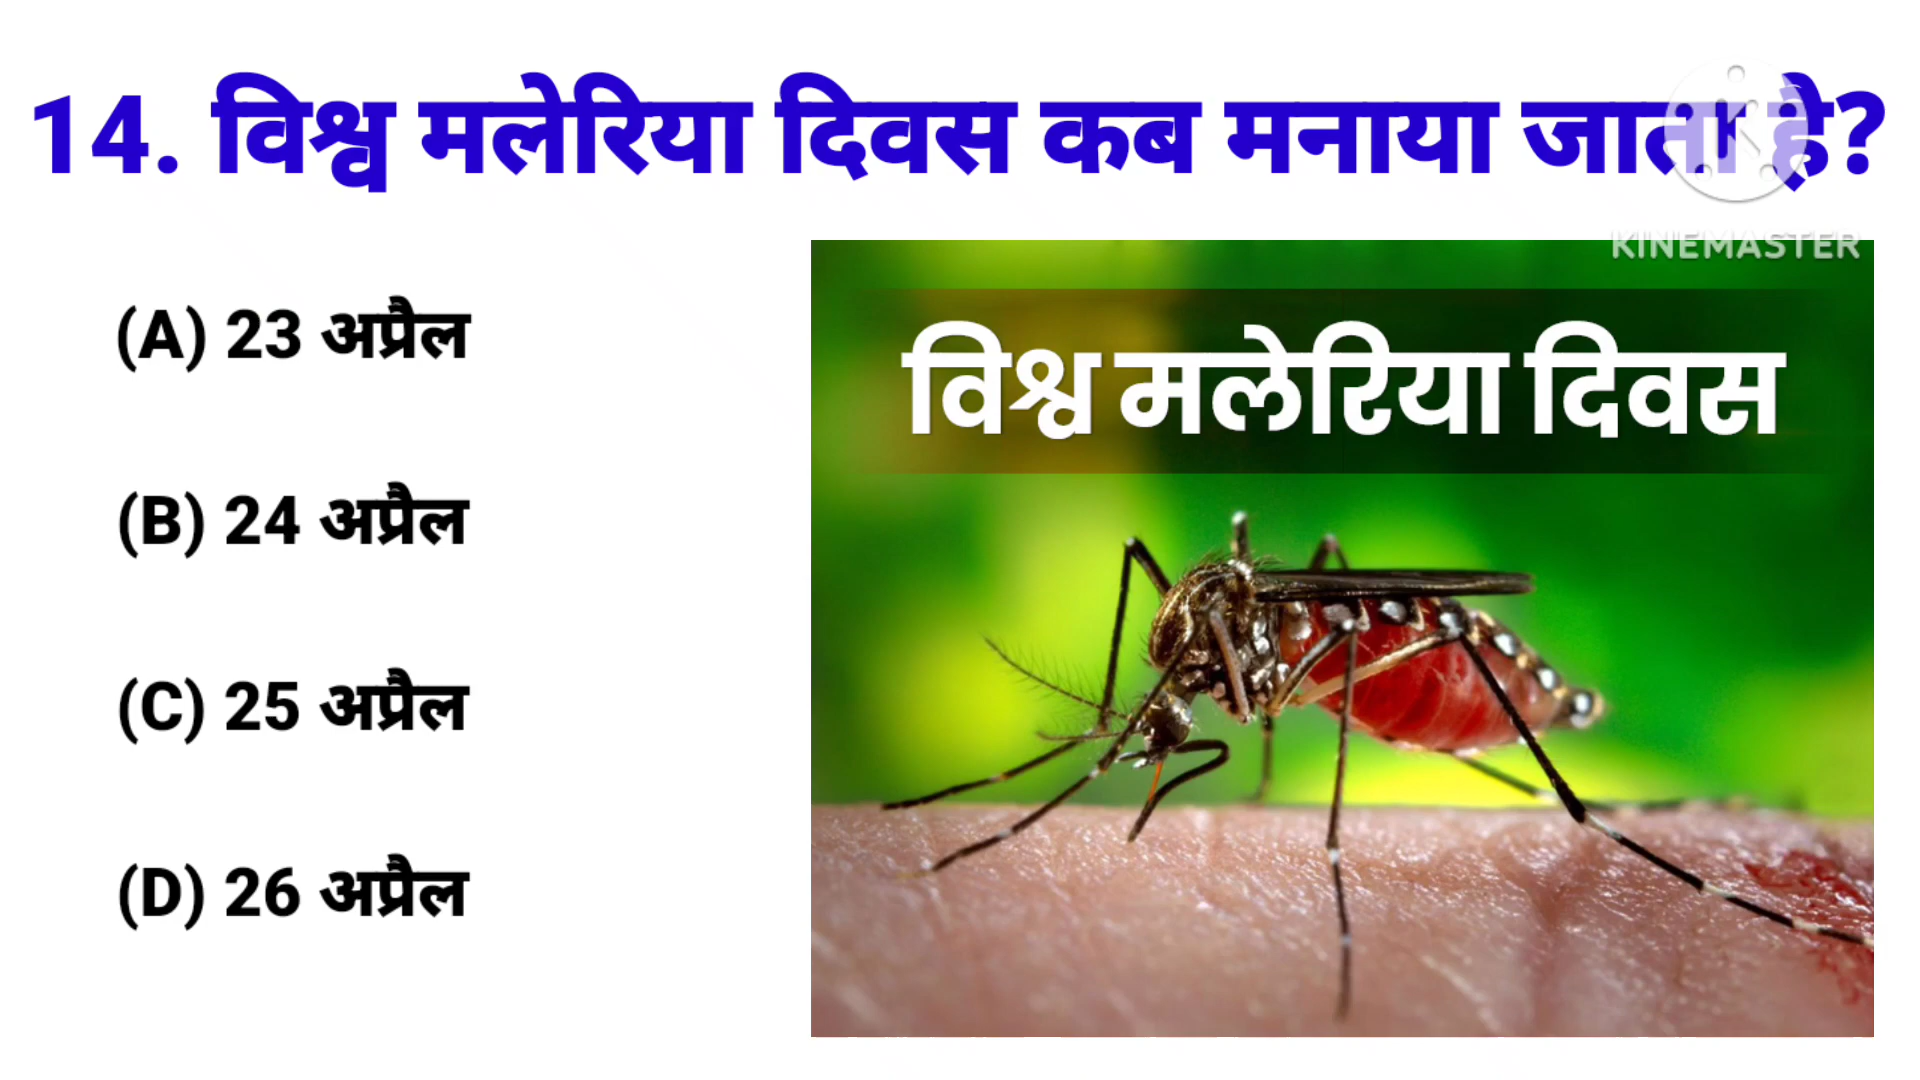 14. विश्व मलेरिया दिवस कब मनाया जाता है?
KINEMASTER
(A) 23 अप्रैल
(B) 24 अप्रैल
(C) 25 अप्रैल
(D) 26 अप्रैल
विश्व मलेरिया दिवस